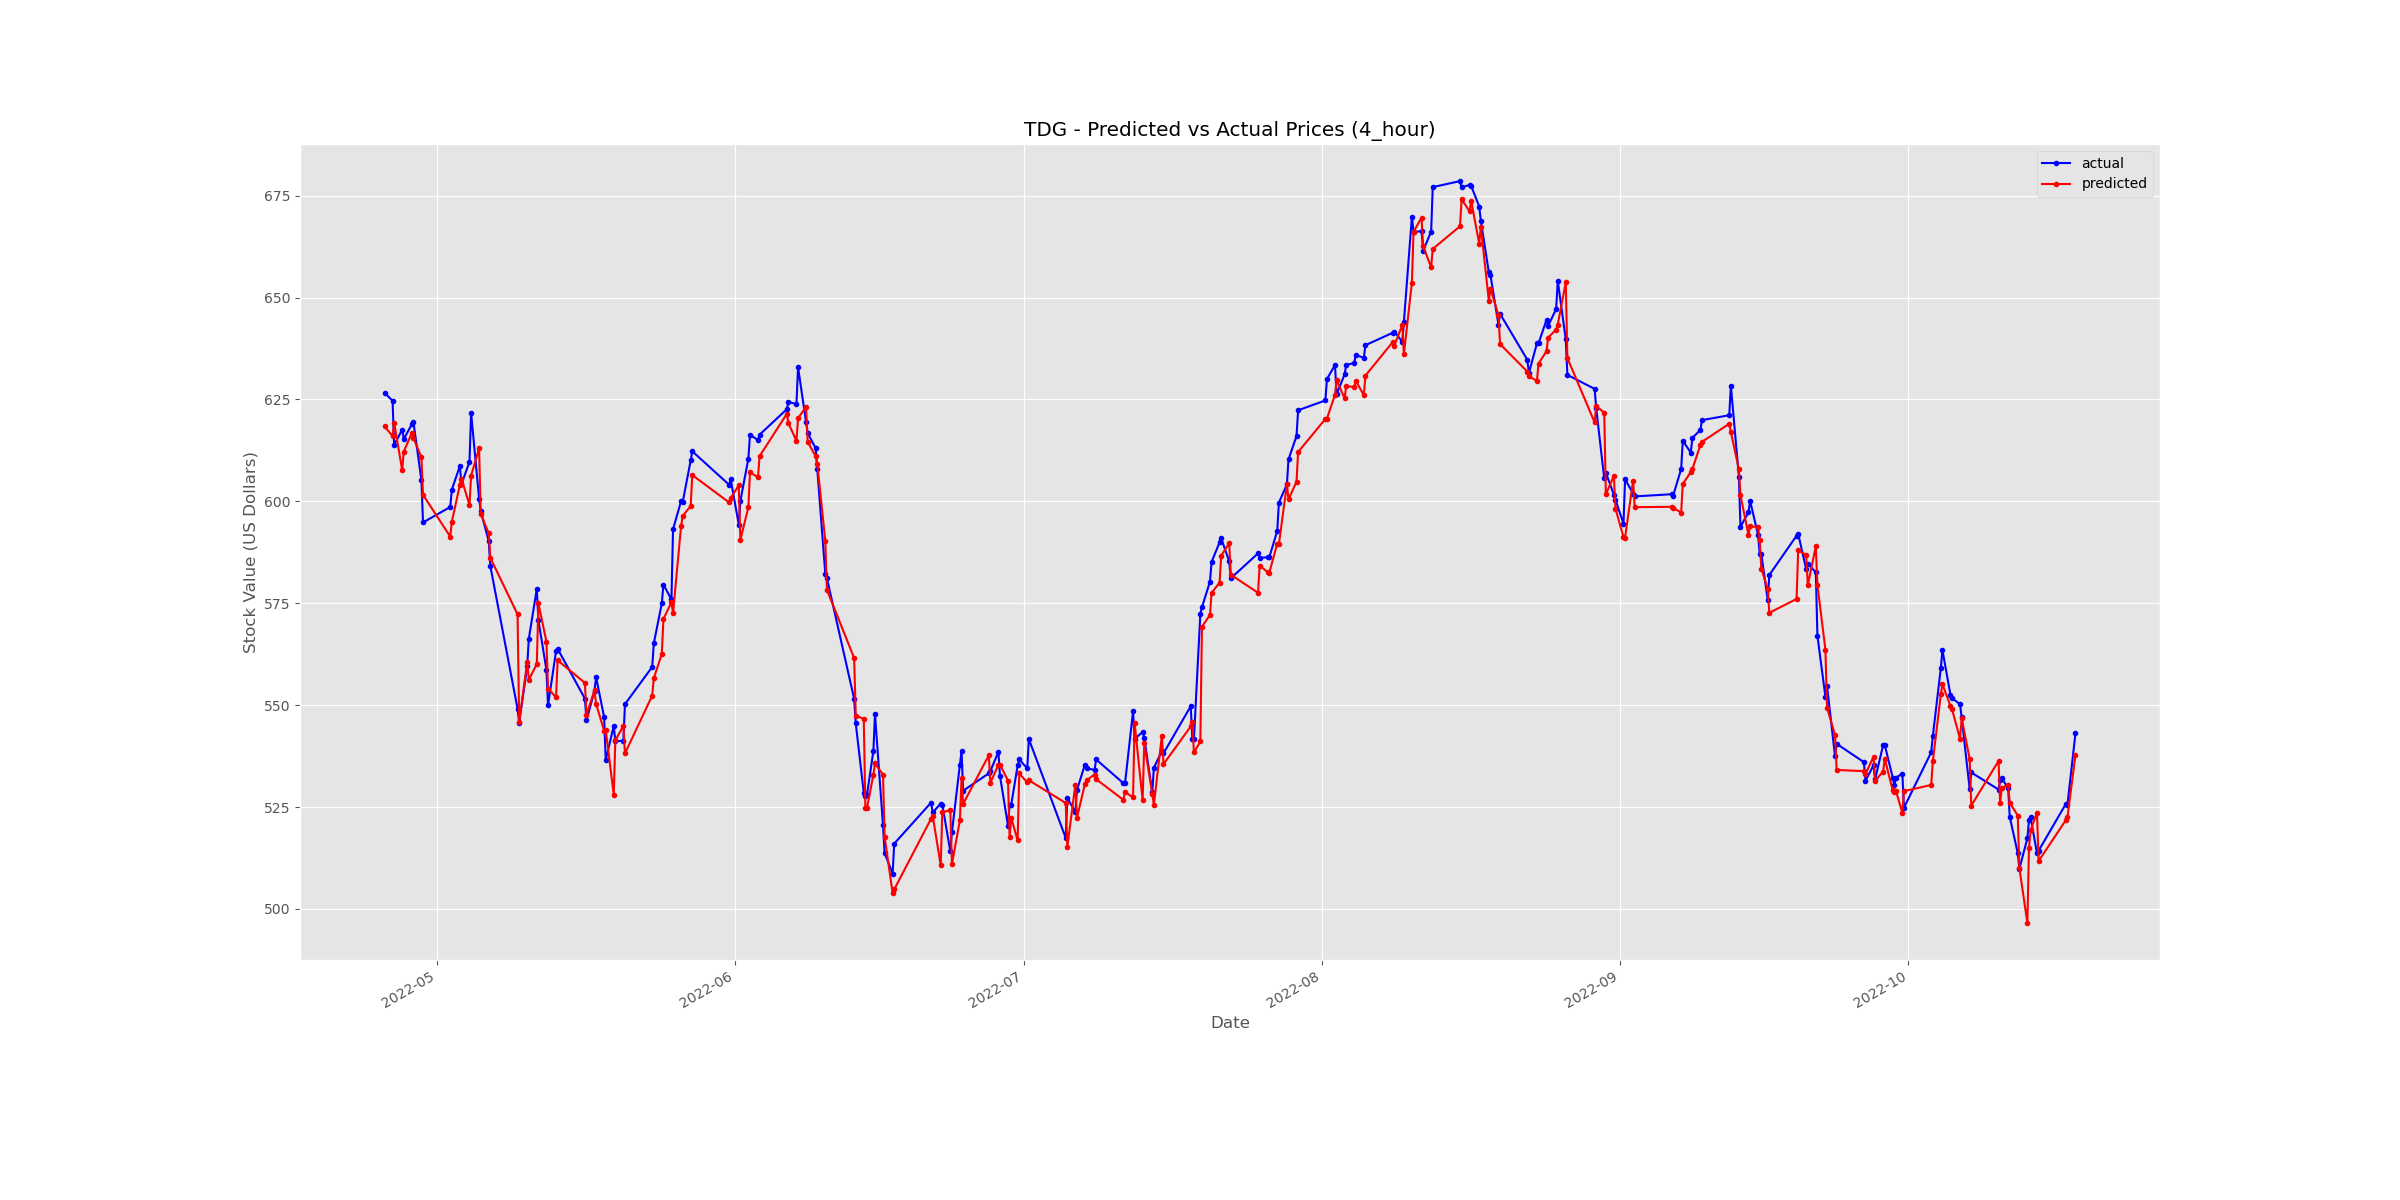 TDG - Predicted vs Actual Prices (4_hour)
actual
predicted
Stock Value (US Dollars)
675
650
625
600
575
550
525
500
2022-05
2022-06
2022-07
2022-08
2022-09
2022-10
Date